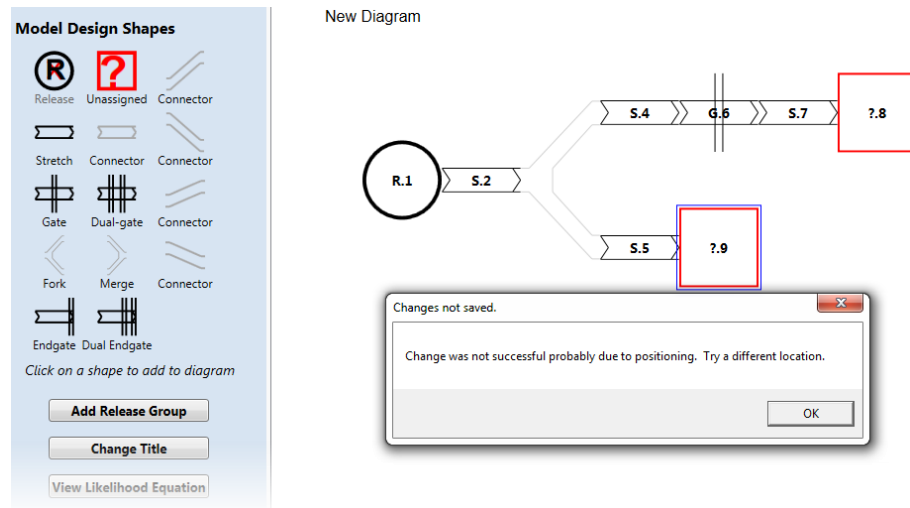 New Diagram
Model Design Shapes
R ?
Release Unassigned Connector
Stretch Connector Connector
Gate Dual-gate Connector
Fork Merge Connector
Endgate Dual Endgate
Click on a shape to add to diagram
Add Release Group
Change Title
View Likelihood Equation
S.4 G.6 S.7 ?.8
R.1 S.2
S.5 ?.9
Changes not saved.
Change was not successful probably due to positioning. Try a different location.
OK